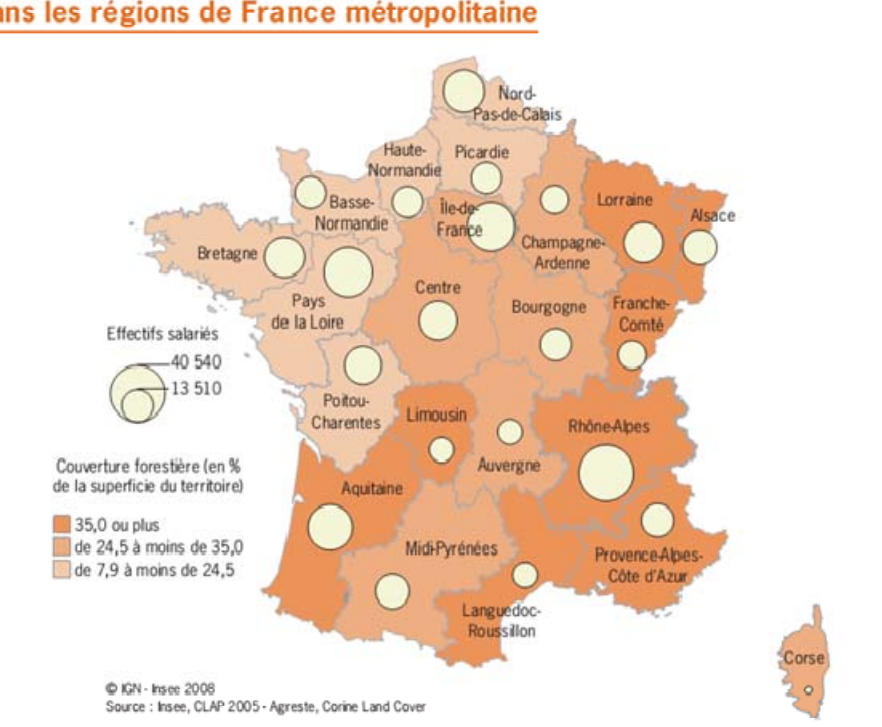 ans les régions de France métropolitaine
Nord-
Pas-de-Calais
Haute-
Normandie
Picardie
Basse-
Normandie
Île-de-
France
Lorraine
Alsace
Champagne-
Ardenne
Bretagne
Pays
de la Loire
Centre
Bourgogne
Franche-
Comté
Effectifs salariés
40 540
13 510
Poitou-
Charentes
Limousin
Auvergne
Rhône-Alpes
Couverture forestière (en %
de la superficie du territoire)
35,0 ou plus
de 24,5 à moins de 35,0
de 7,9 à moins de 24,5
Aquitaine
Midi-Pyrénées
Provence-Alpes-
Côte d'Azur
Languedoc-
Roussillon
Corse
© IGN - Insee 2008
Source : Insee, CLAP 2005 - Agreste, Corine Land Cover